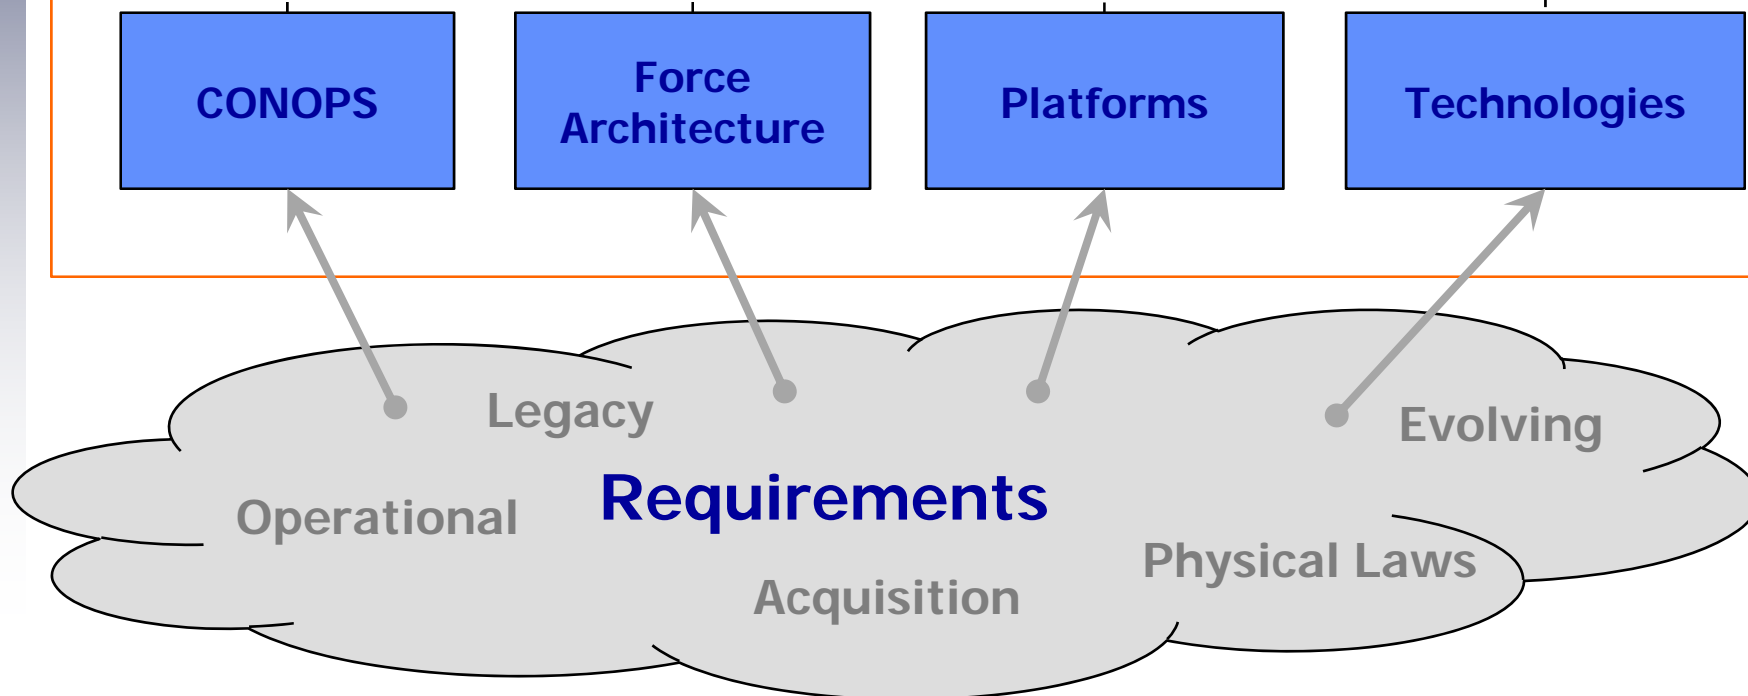 CONOPS
Force
Architecture
Platforms
Technologies
Legacy
Evolving
Requirements
Operational
Physical Laws
Acquisition